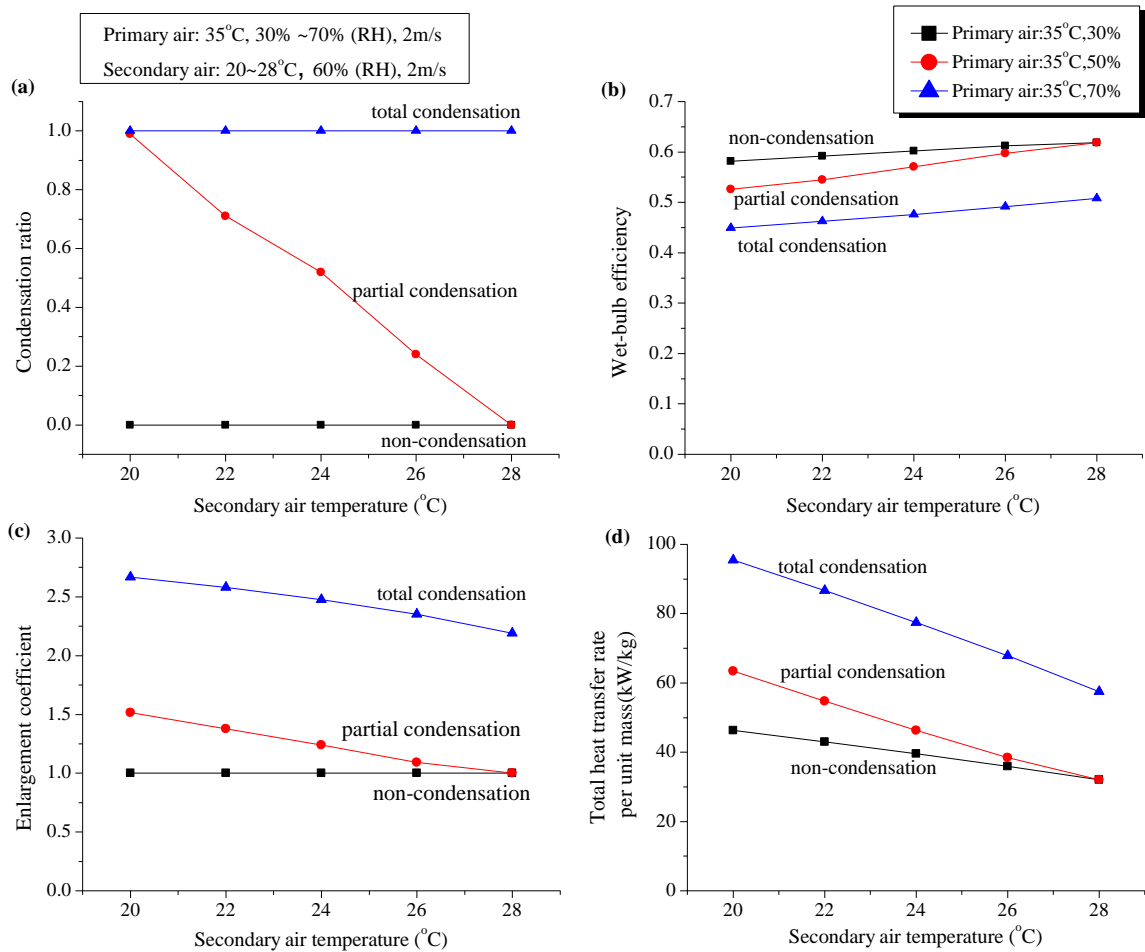 Primary air: 35°C, 30% ~70% (RH), 2m/s
Secondary air: 20~28°C, 60% (RH), 2m/s
Primary air:35°C,30%
Primary air:35°C,50%
Primary air:35°C,70%
(a)
total condensation
partial condensation
non-condensation
1.0
0.8
0.6
0.4
0.2
0.0
Condensation ratio
20 22 24 26 28
Secondary air temperature (°C)
(b)
non-condensation
partial condensation
total condensation
0.7
0.6
0.5
0.4
0.3
0.2
0.1
0.0
Wet-bulb efficiency
20 22 24 26 28
Secondary air temperature (°C)
(c)
total condensation
partial condensation
non-condensation
3.0
2.5
2.0
1.5
1.0
0.5
0.0
Enlargement coefficient
20 22 24 26 28
Secondary air temperature (°C)
(d)
total condensation
partial condensation
non-condensation
100
80
60
40
20
0
Total heat transfer rate
per unit mass(kW/kg)
20 22 24 26 28
Secondary air temperature (°C)